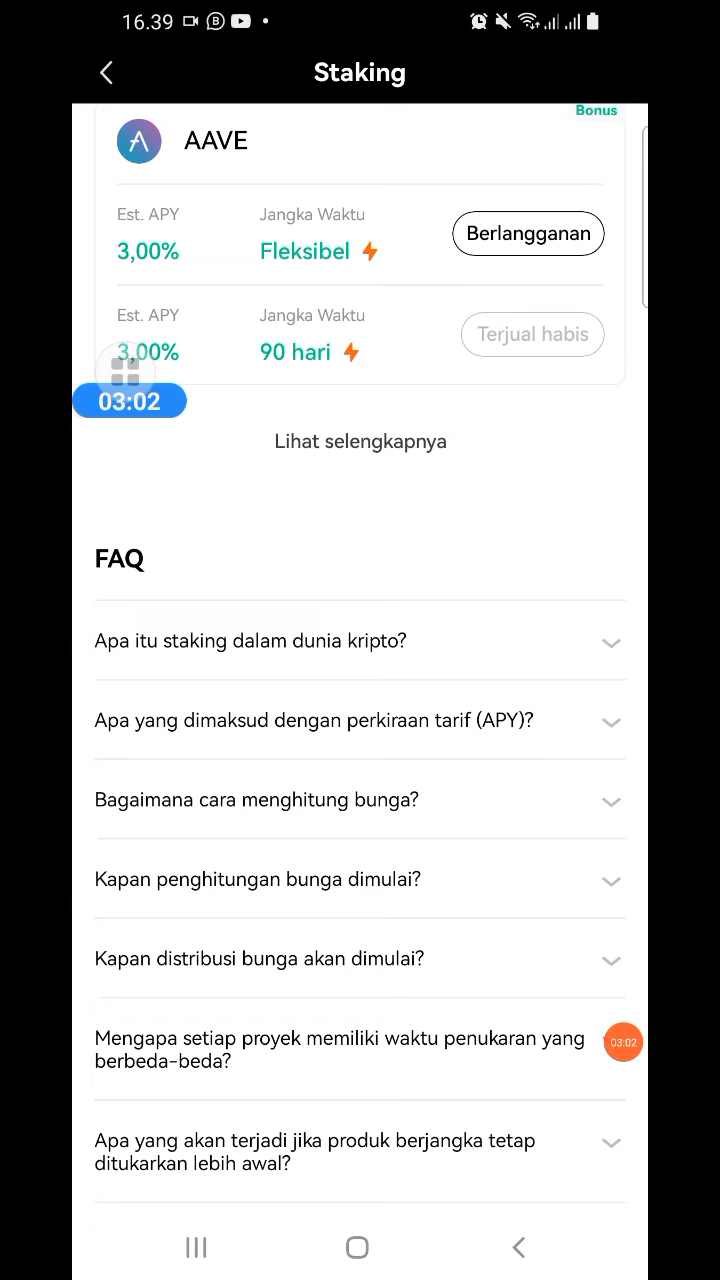 16.39
Staking
Bonus
AAVE
Est. APY
Jangka Waktu
3,00%
Fleksibel
Berlangganan
Est. APY
Jangka Waktu
3,00%
90 hari
Terjual habis
03:02
Lihat selengkapnya
FAQ
Apa itu staking dalam dunia kripto?
Apa yang dimaksud dengan perkiraan tarif (APY)?
Bagaimana cara menghitung bunga?
Kapan penghitungan bunga dimulai?
Kapan distribusi bunga akan dimulai?
Mengapa setiap proyek memiliki waktu penukaran yang
berbeda-beda?
03:02
Apa yang akan terjadi jika produk berjangka tetap
ditukarkan lebih awal?